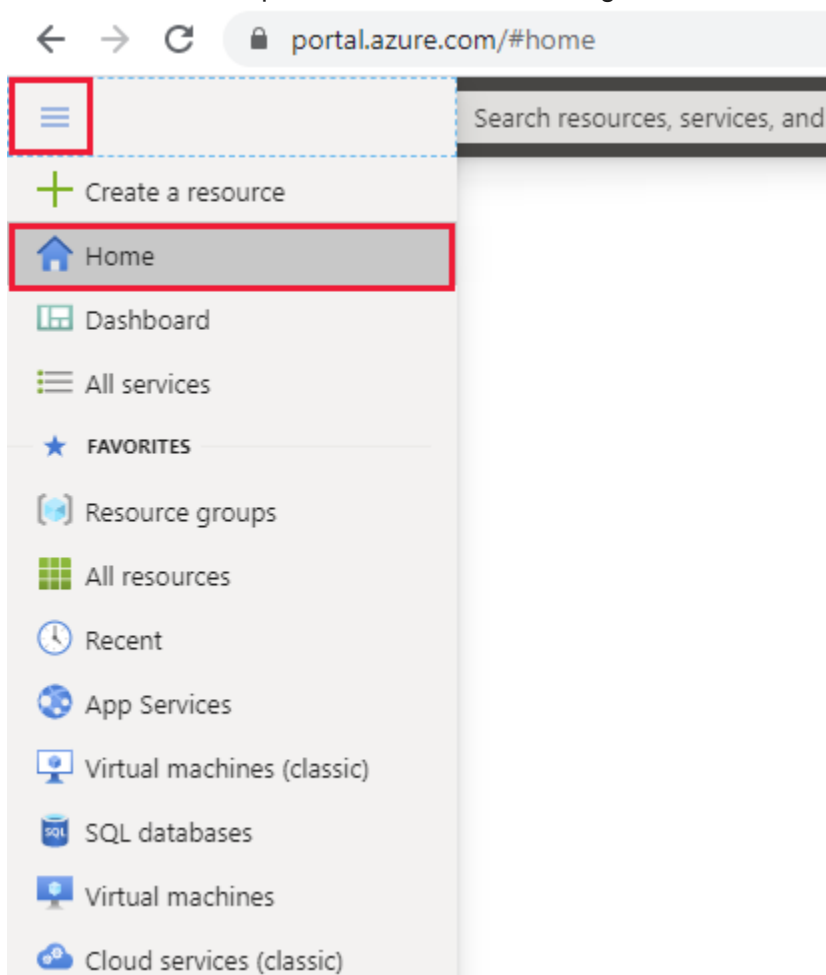 portal.azure.com/#home
Search resources, services, and
Create a resource
Home
Dashboard
All services
FAVORITES
Resource groups
All resources
Recent
App Services
Virtual machines (classic)
SQL
SQL databases
Virtual machines
Cloud services (classic)